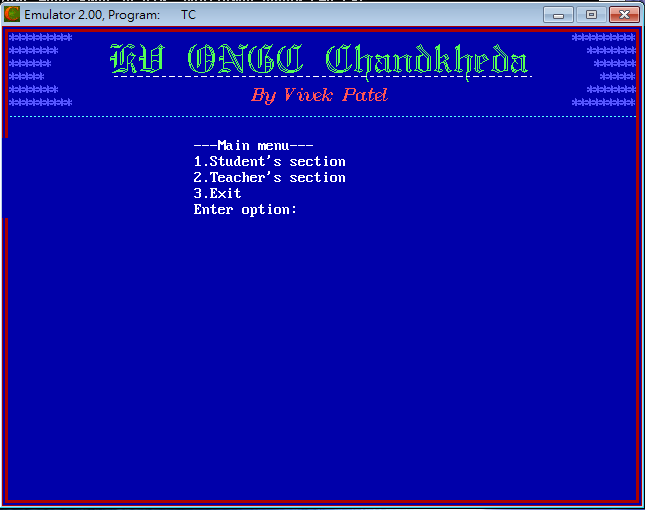 Emulator 2.00, Program: TC
********* *********
******* *******
****** ******
***** *****
******* *******
********* *********
KV ONGC Chandkheda
By Vivek Patel
---Main menu---
1.Student's section
2.Teacher's section
3.Exit
Enter option: